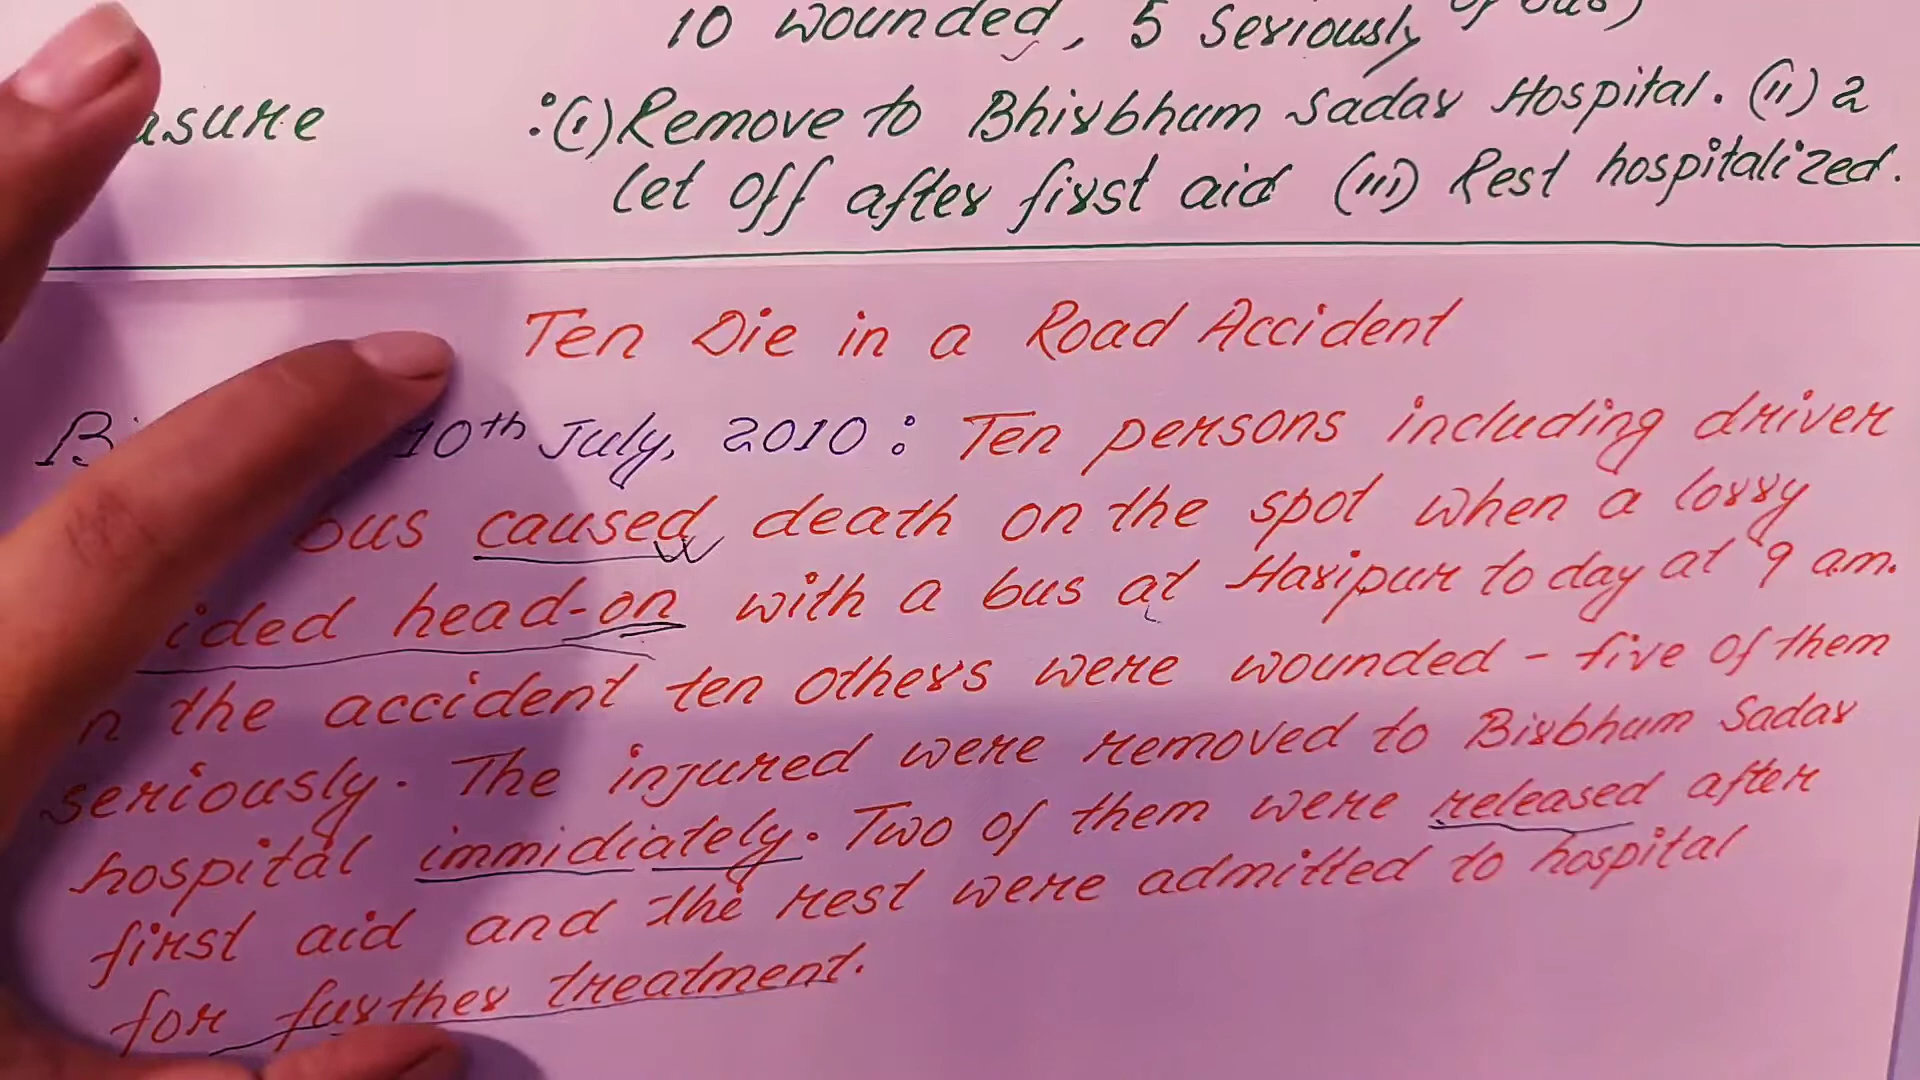 10 wounded, 5 Seriously of bus)
asure :(i) Remove to Bhirbhum Sadar Hospital. (ii) 2
let off after first aid (iii) Rest hospitalized.
Ten Die in a Road Accident
10th July, 2010: Ten persons including driver
bus caused death on the spot when a lorry
ided head-on with a bus at Haripur today at 9 am.
n the accident ten others were wounded - five of them
seriously. The injured were removed to Birbhum Sadar
hospital immidiately. Two of them were released after
first aid and the rest were admitted to hospital
for further treatment.